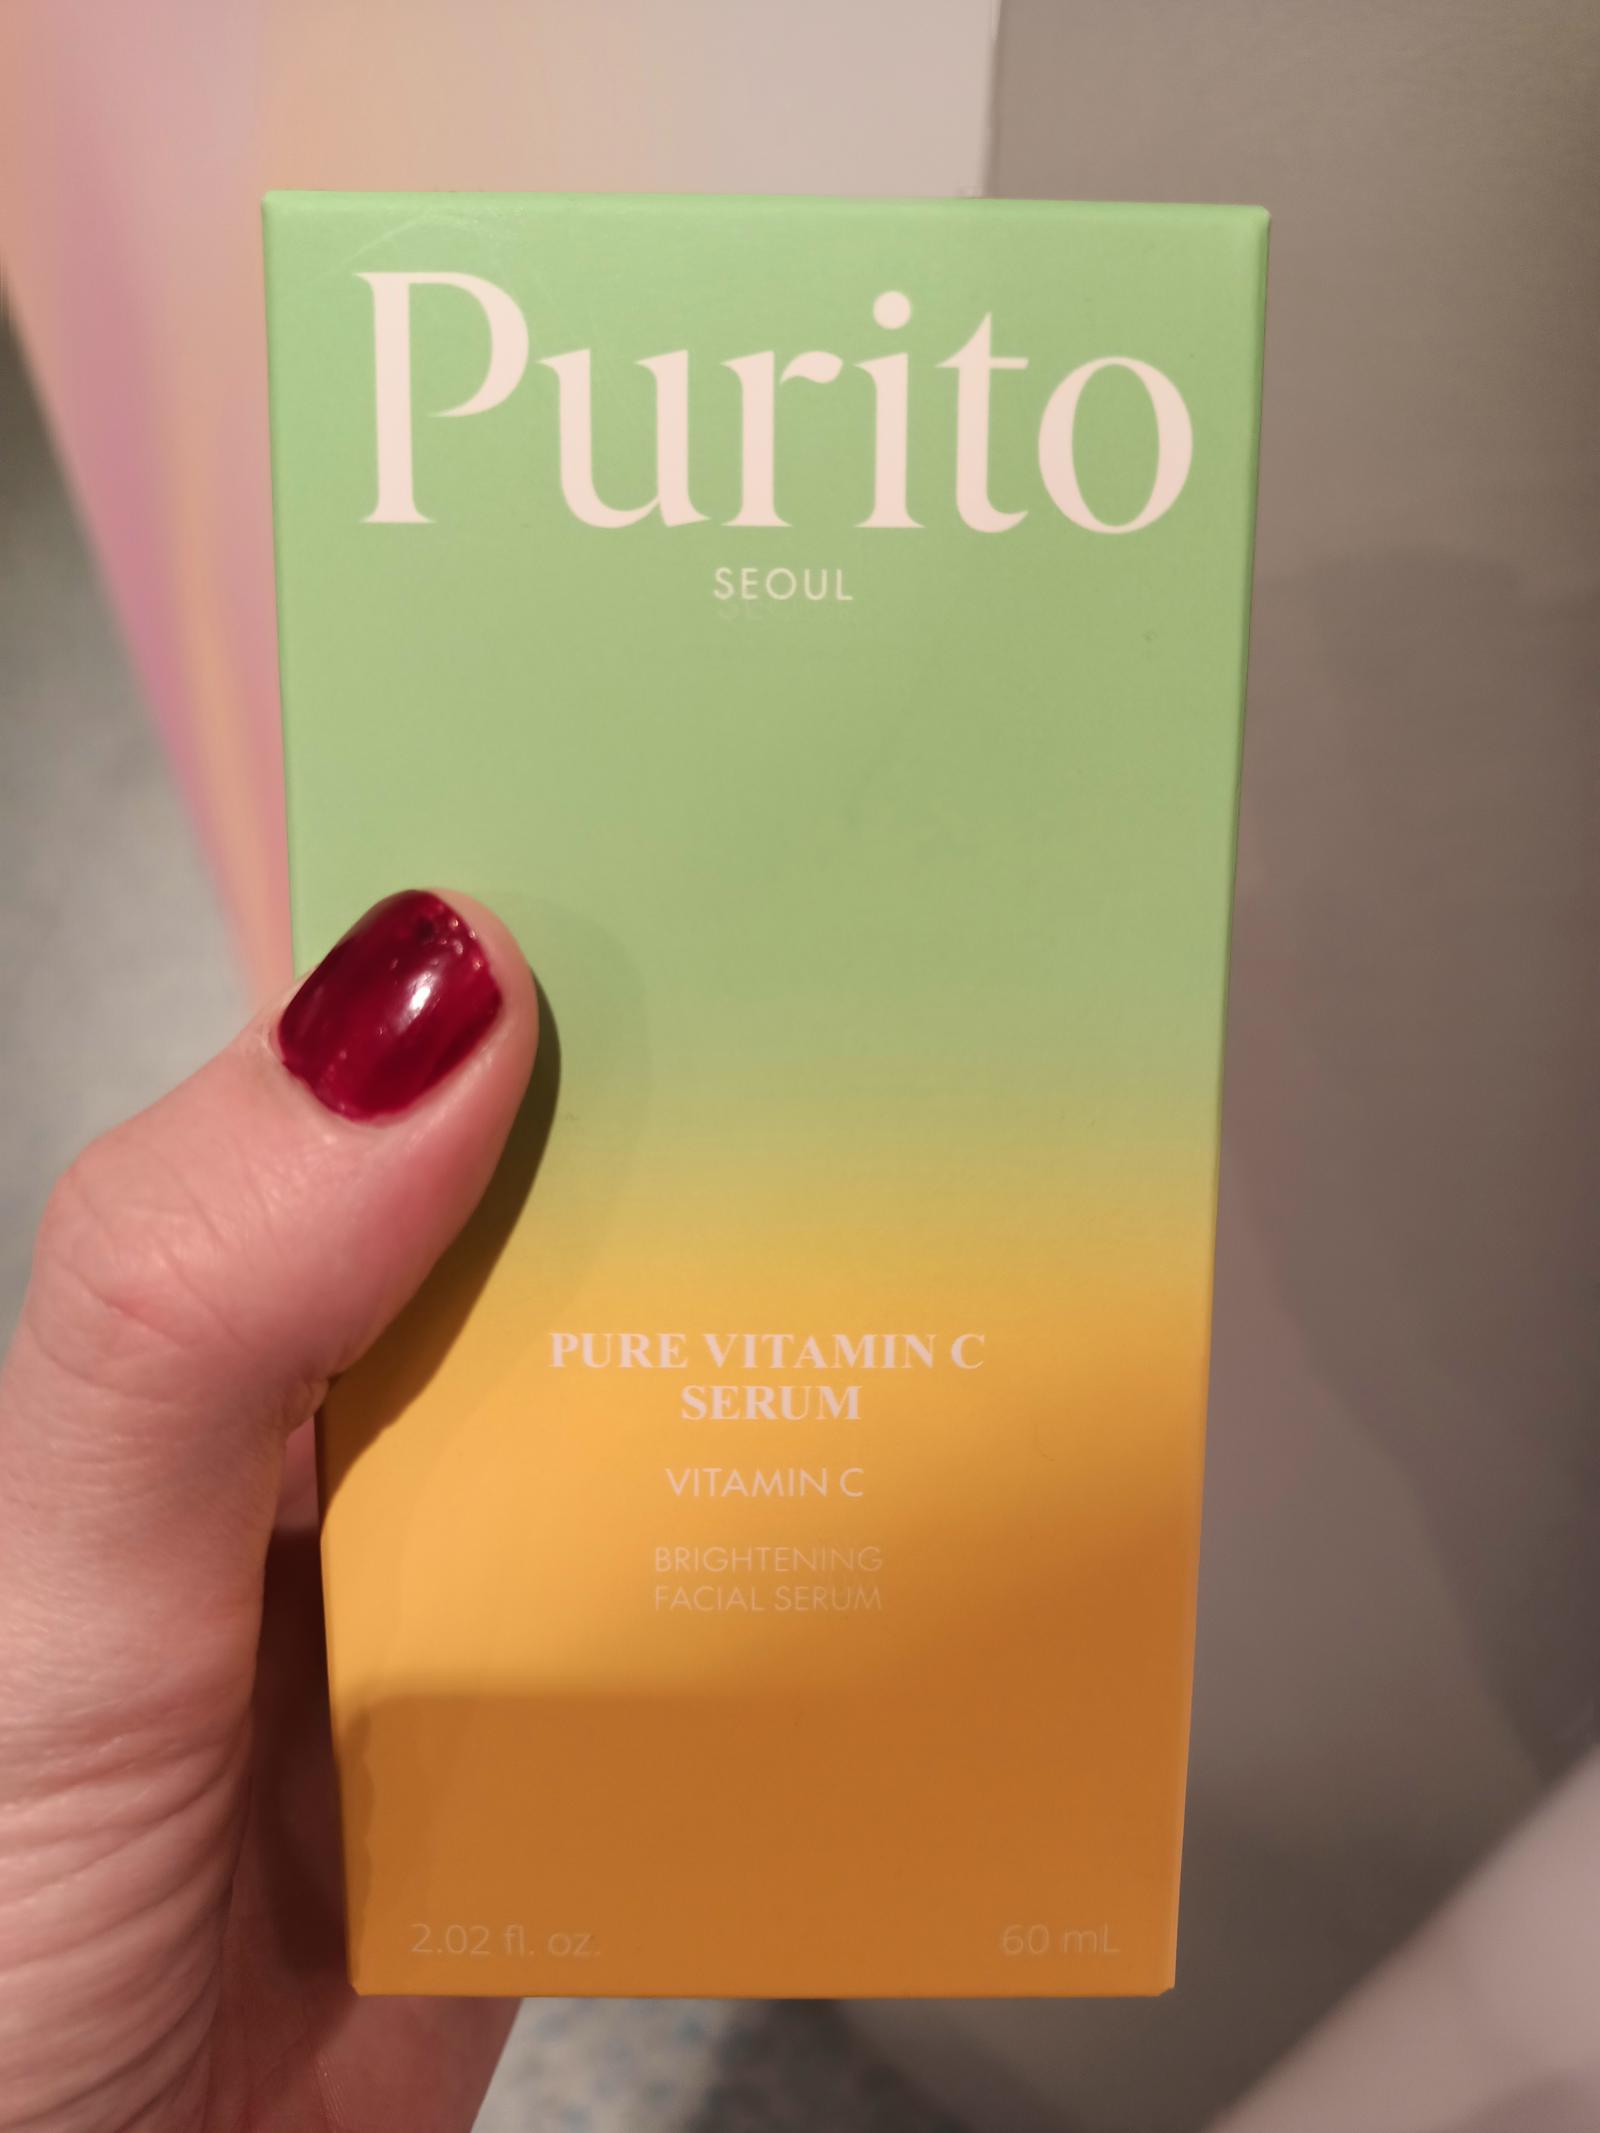 Purito
SEOUL
PURE VITAMIN C
SERUM
VITAMIN C
BRIGHTENING
FACIAL SERUM
2.02 fl. oz. 60 mL